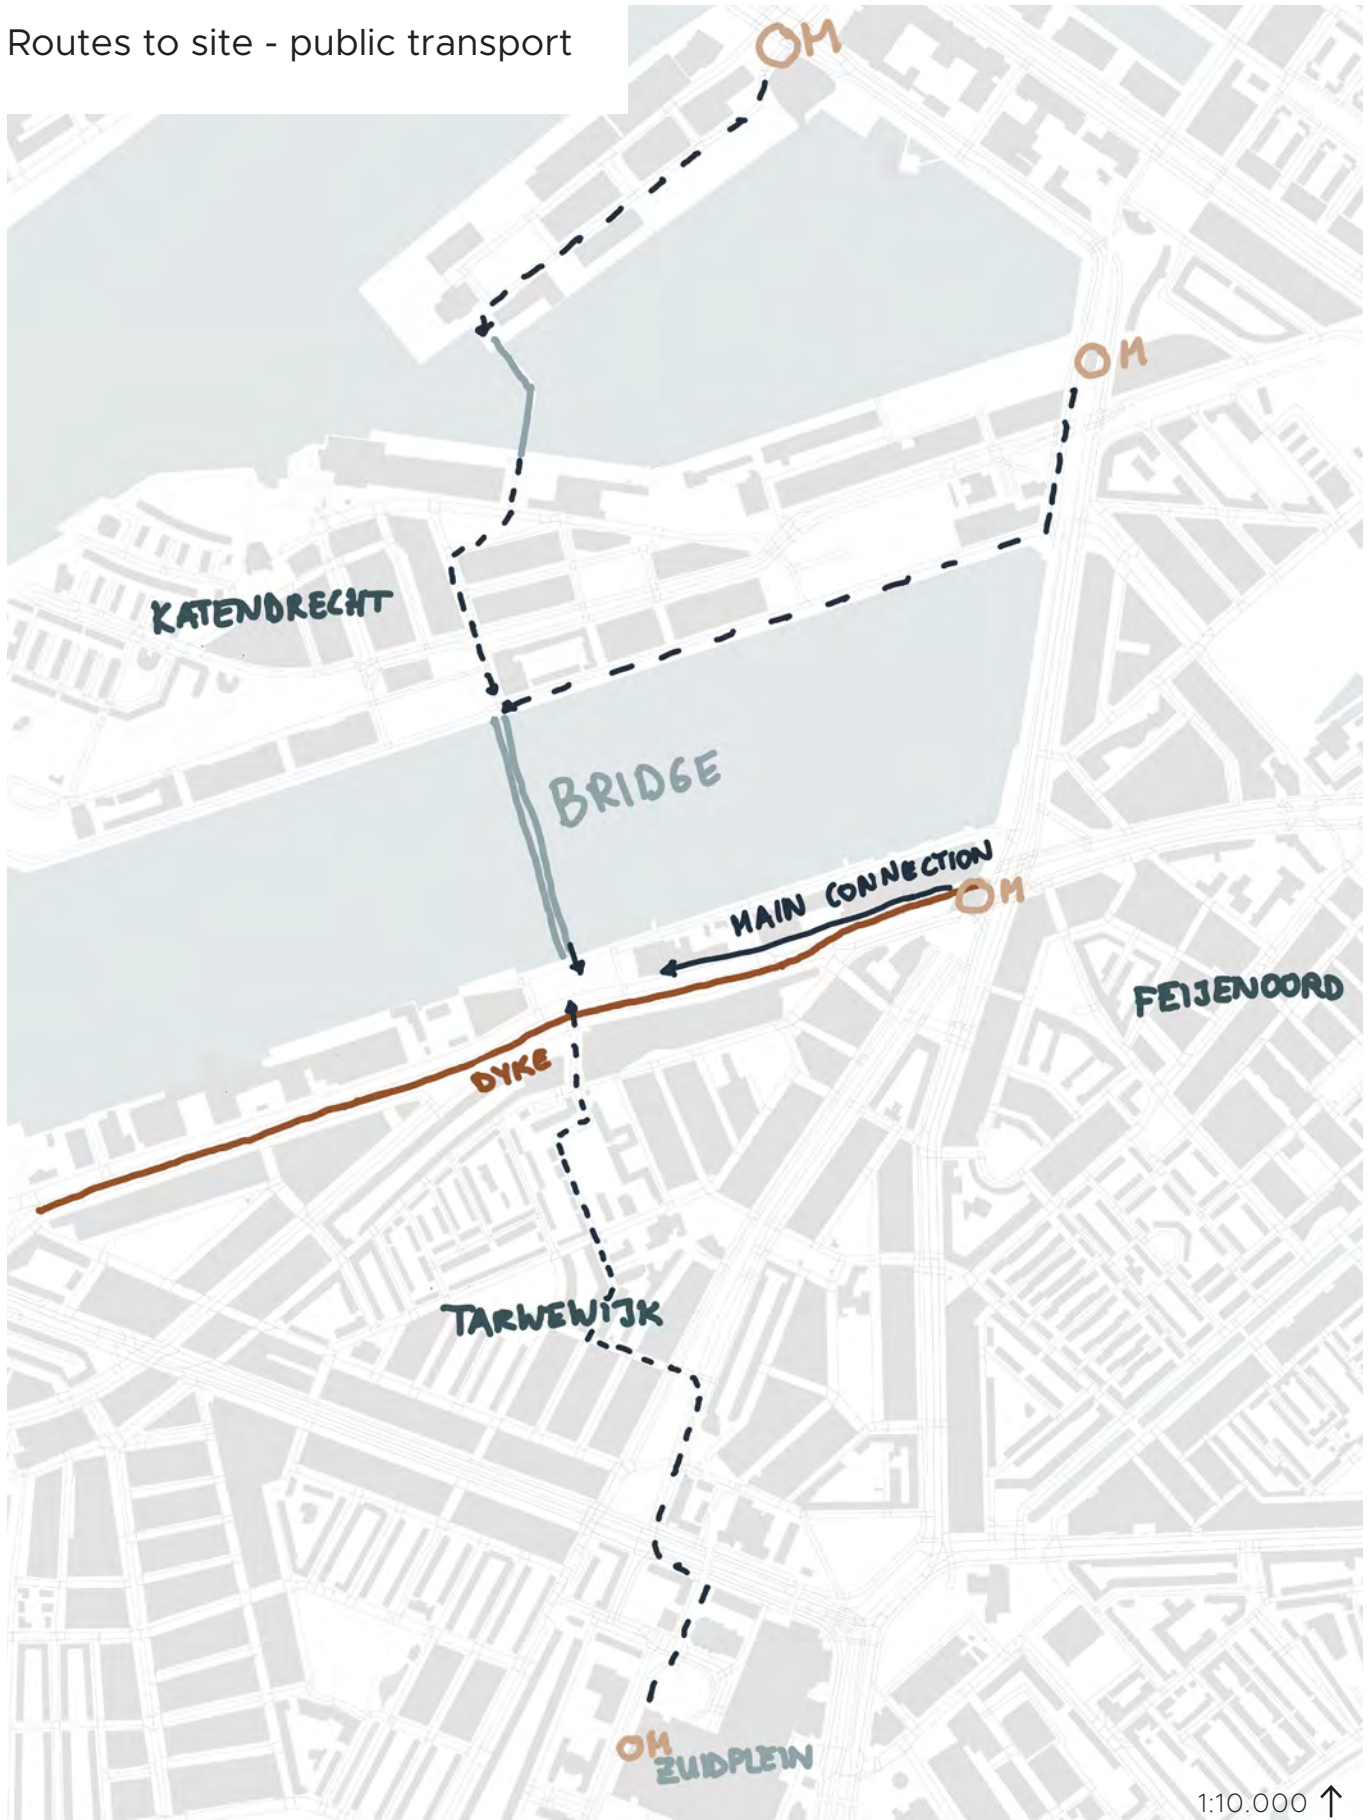 Routes to site - public transport
OM
OM
KATENDRECHT
BRIDGE
MAIN CONNECTION
OM
FEIJENOORD
DYKE
TARWEWIJK
OM
ZUIDPLEIN
1:10.000 ↑